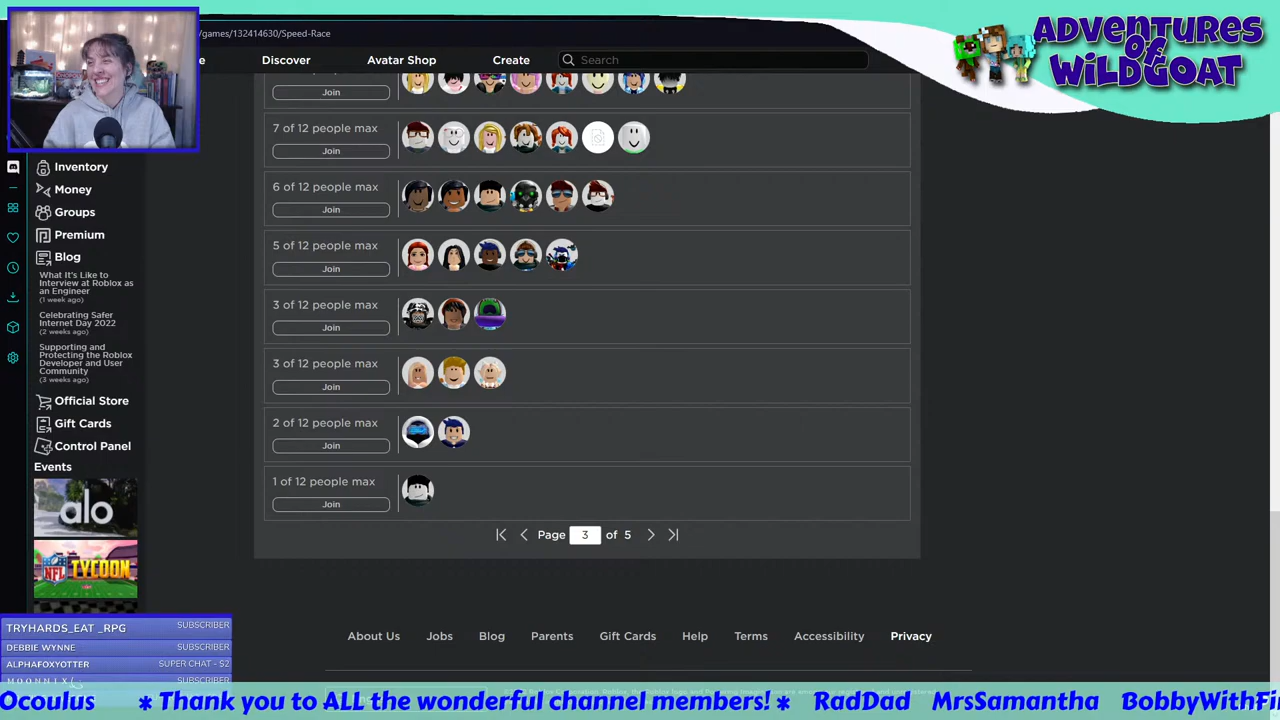 /games/132414630/Speed-Race
Discover
Avatar Shop
Create
Search
ADVENTURES
OF
WILDGOAT
Join
7 of 12 people max
Join
6 of 12 people max
Join
5 of 12 people max
Join
3 of 12 people max
Join
3 of 12 people max
Join
2 of 12 people max
Join
1 of 12 people max
Join
Page 3 of 5
Inventory
Money
Groups
Premium
Blog
What It's Like to
Interview at Roblox as
an Engineer
(1 week ago)
Celebrating Safer
Internet Day 2022
(2 weeks ago)
Supporting and
Protecting the Roblox
Developer and User
Community
(3 weeks ago)
Official Store
Gift Cards
Control Panel
Events
alo
NFL
TYCOON
TRYHARDS_EAT _RPG SUBSCRIBER
DEBBIE WYNNE SUBSCRIBER
ALPHAFOXYOTTER SUPER CHAT - $2
SUBSCRIBER
About Us Jobs Blog Parents Gift Cards Help Terms Accessibility Privacy
Oculus * Thank you to ALL the wonderful channel members! * RadDad MrsSamantha BobbyWithFi